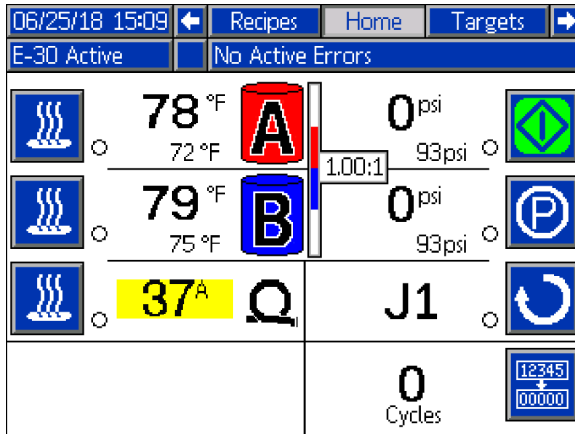 06/25/18 15:09 Recipes Home Targets
E-30 Active No Active Errors
78 °F A 0 psi
72 °F 93psi
1.00:1
79 °F B 0 psi P
75 °F 93psi
37 A J1
0 12345
Cycles 00000